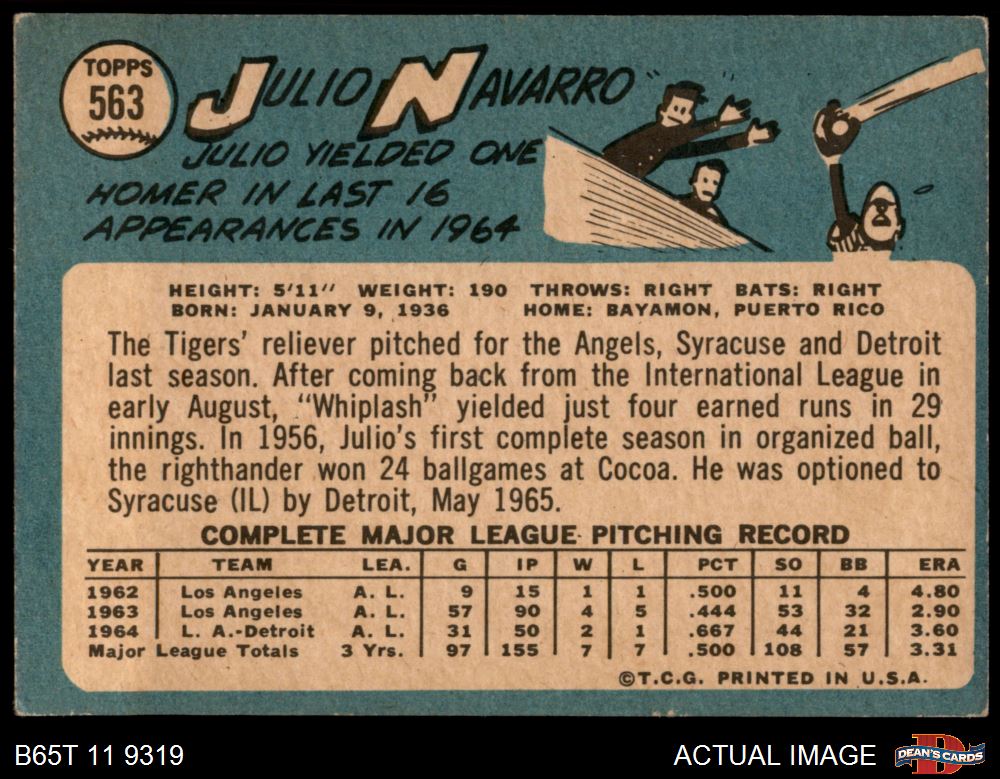 TOPPS
563
JULIO NAVARRO
JULIO YIELDED ONE
HOMER IN LAST 16
APPEARANCES IN 1964
HEIGHT: 5'11" WEIGHT: 190 THROWS: RIGHT BATS: RIGHT
BORN: JANUARY 9, 1936 HOME: BAYAMON, PUERTO RICO
The Tigers' reliever pitched for the Angels, Syracuse and Detroit
last season. After coming back from the International League in
early August, "Whiplash" yielded just four earned runs in 29
innings. In 1956, Julio's first complete season in organized ball,
the righthander won 24 ballgames at Cocoa. He was optioned to
Syracuse (IL) by Detroit, May 1965.
COMPLETE MAJOR LEAGUE PITCHING RECORD
YEAR TEAM LEA. G IP W L PCT SO BB ERA
1962 Los Angeles A. L. 9 15 1 1 .500 11 4 4.80
1963 Los Angeles A. L. 57 90 4 5 .444 53 32 2.90
1964 L. A.-Detroit A. L. 31 50 2 1 .667 44 21 3.60
Major League Totals 3 Yrs. 97 155 7 7 .500 108 57 3.31
©T.C.G. PRINTED IN U.S.A.
B65T 11 9319 ACTUAL IMAGE DEAN'S CARDS